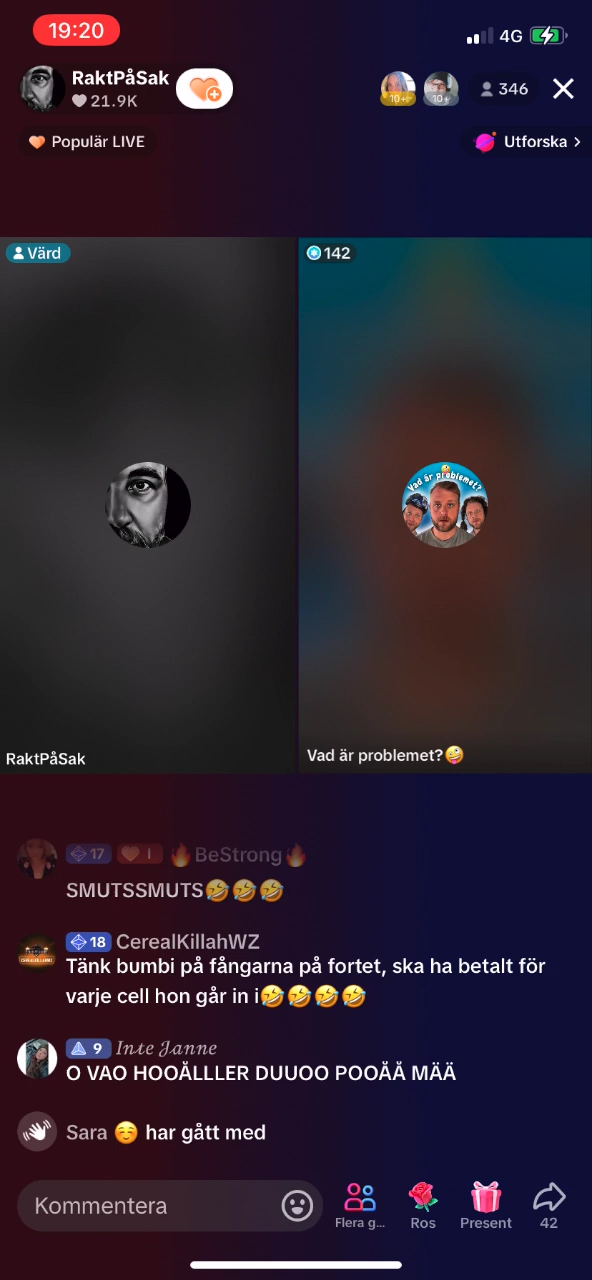 19:20
4G
RaktPåSak
21.9K
10+
10+
346
Populär LIVE
Utforska >
Värd
142
Vad är problemet?
RaktPåSak
Vad är problemet?🤪
17 I 🔥BeStrong🔥
SMUTSSMUTS🤣🤣🤣
18 CerealKillahWZ
Tänk bumbi på fångarna på fortet, ska ha betalt för
varje cell hon går in i🤣🤣🤣🤣
9 Inte Janne
O VAO HOOÅLLLER DUUOO POOÅÅ MÄÄ
Sara ☺️ har gått med
Kommentera
Flera g...
Ros
Present
42